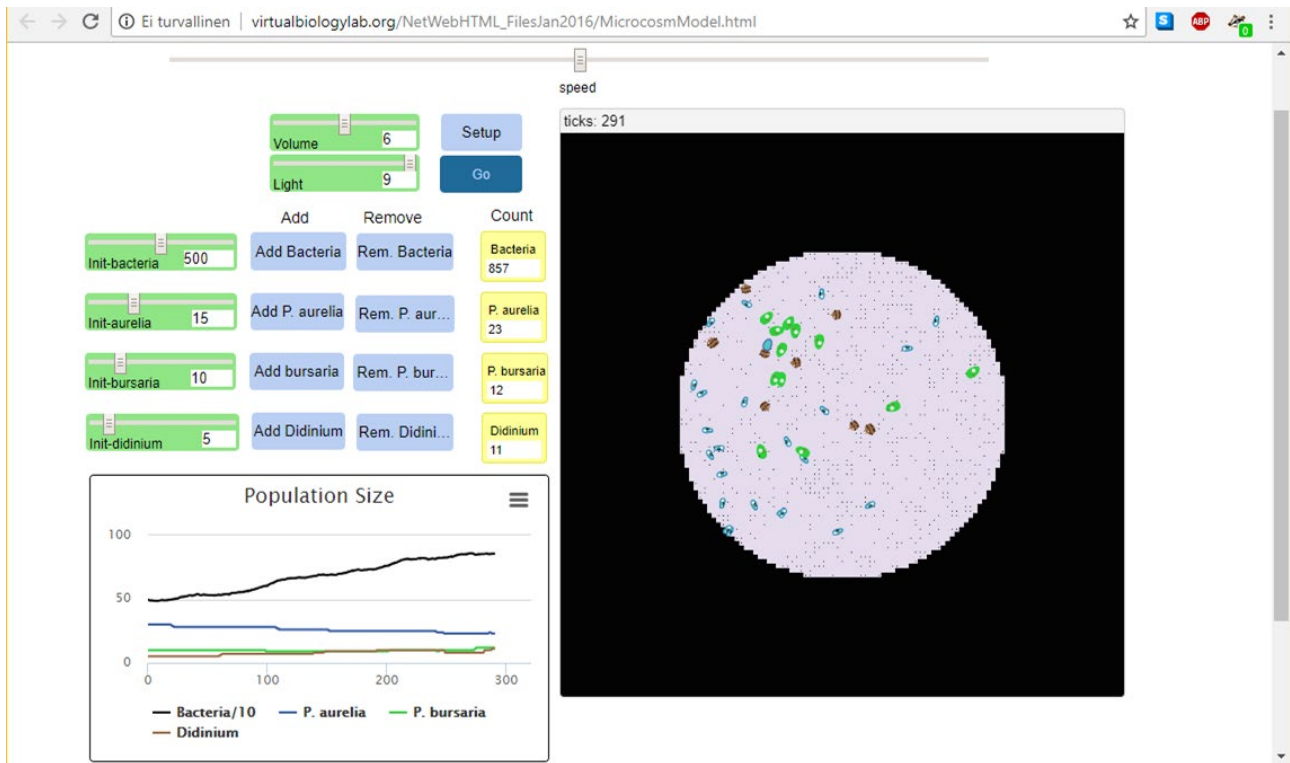 Ei turvallinen | virtualbiologylab.org/NetWebHTML_FilesJan2016/MicrocosmModel.html
S ABP 0
speed
ticks: 291
Volume 6 Setup
Light 9 Go
Add Remove Count
Init-bacteria 500 Add Bacteria Rem. Bacteria Bacteria 857
Init-aurelia 15 Add P. aurelia Rem. P. aur... P. aurelia 23
Init-bursaria 10 Add bursaria Rem. P. bur... P. bursaria 12
Init-didinium 5 Add Didinium Rem. Didini... Didinium 11
Population Size
100
50
0
0 100 200 300
Bacteria/10 P. aurelia P. bursaria
Didinium